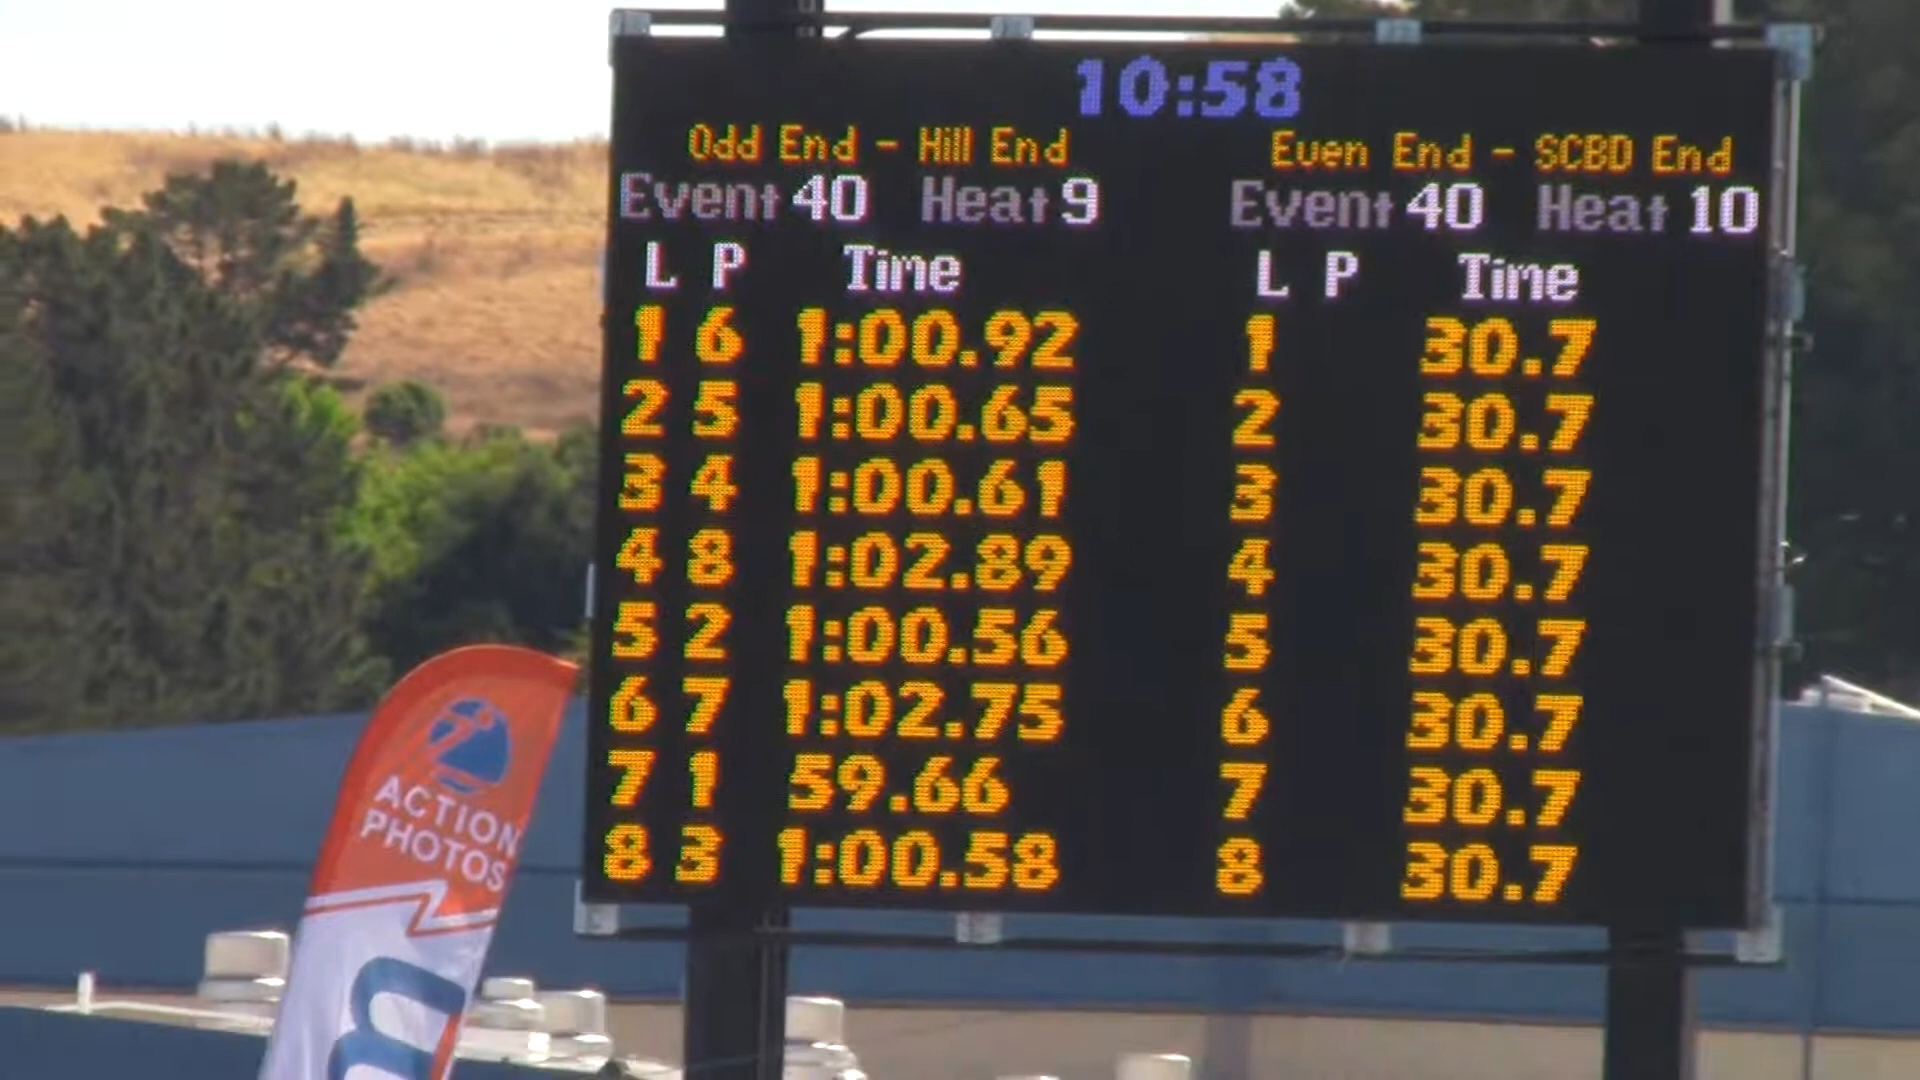 10:58
Odd End - Hill End
Event 40 Heat 9
L P Time
1 6 1:00.92
2 5 1:00.65
3 4 1:00.61
4 8 1:02.89
5 2 1:00.56
6 7 1:02.75
7 1 59.66
8 3 1:00.58
Even End - SCBD End
Event 40 Heat 10
L P Time
1 30.7
2 30.7
3 30.7
4 30.7
5 30.7
6 30.7
7 30.7
8 30.7
ACTION
PHOTOS